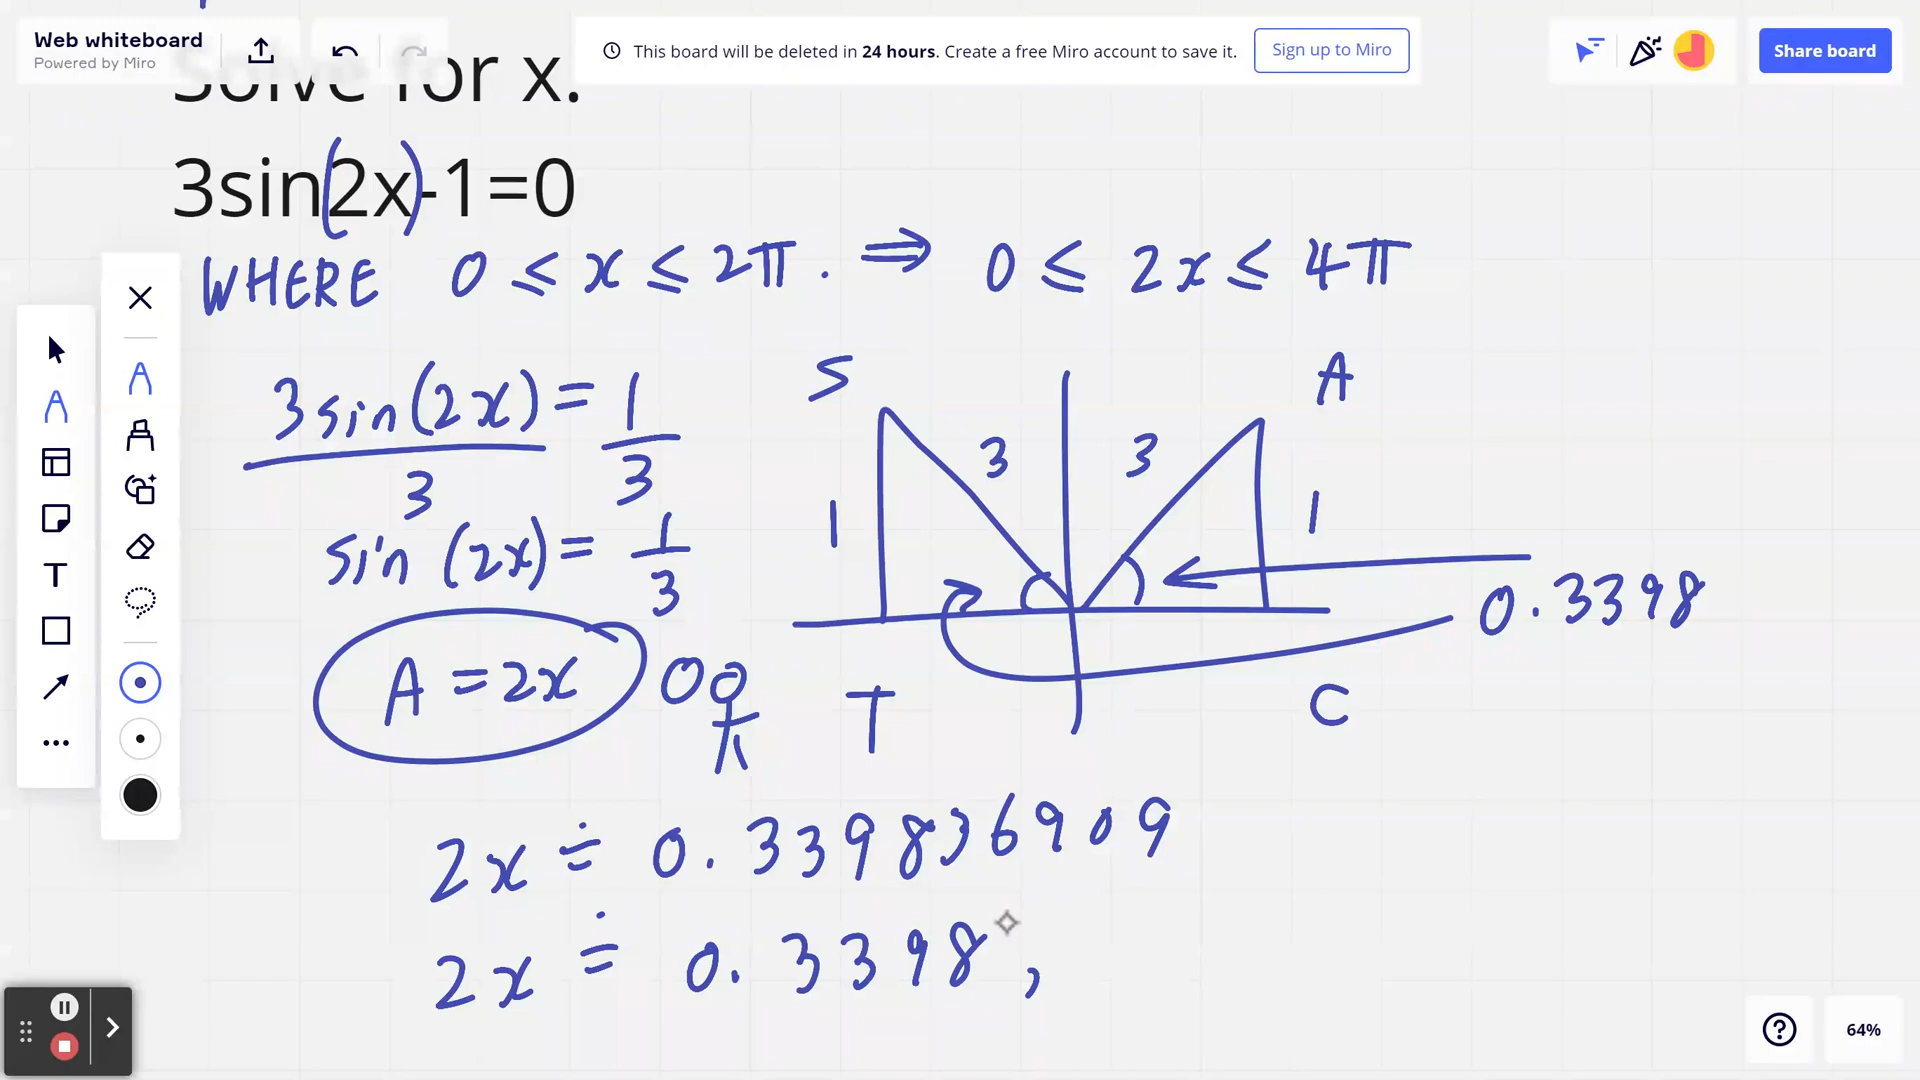 Web whiteboard
Powered by Miro
This board will be deleted in 24 hours. Create a free Miro account to save it.
Sign up to Miro
Share board
Solve for x.
3sin(2x)-1=0
WHERE 0 ≤ x ≤ 2π. ⇒ 0 ≤ 2x ≤ 4π
3sin(2x) = 1
3 3
sin (2x) = 1
3
A = 2x
S
A
3
3
1
1
0.3398
T
C
2x ≐ 0.339836909
2x ≐ 0.3398,
T
64%